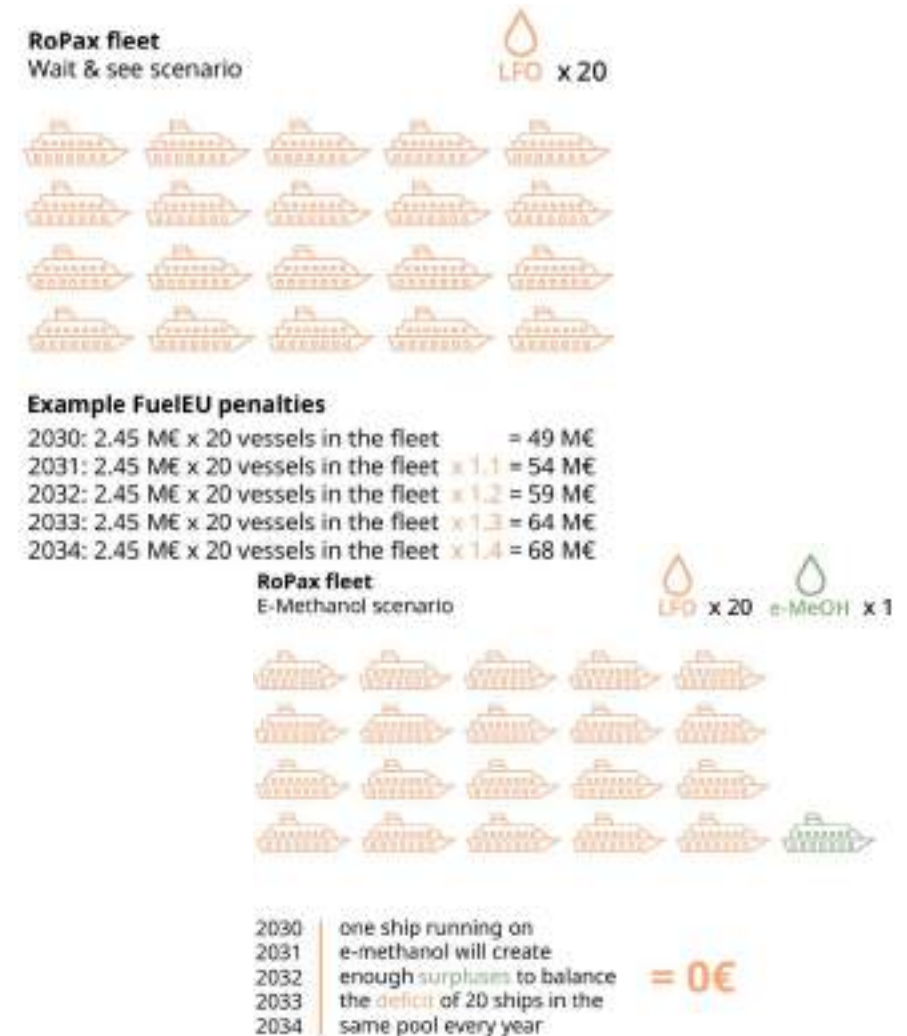 RoPax fleet
Wait & see scenario
LFO x 20
Example FuelEU penalties
2030: 2.45 M€ x 20 vessels in the fleet = 49 M€
2031: 2.45 M€ x 20 vessels in the fleet x 1.1 = 54 M€
2032: 2.45 M€ x 20 vessels in the fleet x 1.2 = 59 M€
2033: 2.45 M€ x 20 vessels in the fleet x 1.3 = 64 M€
2034: 2.45 M€ x 20 vessels in the fleet x 1.4 = 68 M€
RoPax fleet
E-Methanol scenario
LFO x 20 e-MeOH x 1
2030 one ship running on
2031 e-methanol will create
2032 enough surpluses to balance = 0€
2033 the deficit of 20 ships in the
2034 same pool every year